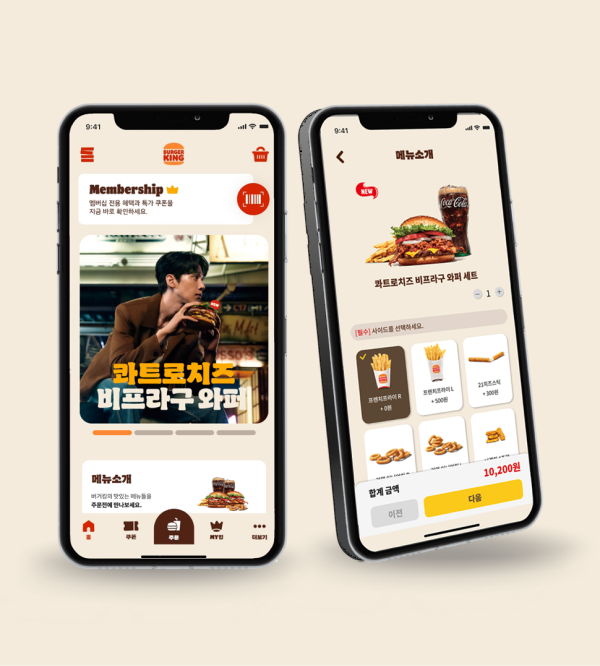 9:41
BURGER
KING
Membership
멤버십 전용 혜택과 특가 쿠폰을
지금 바로 확인하세요.
NEW
콰트로치즈
비프라구 와퍼
메뉴소개
버거킹의 맛있는 메뉴들을
주문전에 만나보세요.
홈
쿠폰
주문
MY킹
더보기
9:41
메뉴소개
NEW
Coca-Cola
콰트로치즈 비프라구 와퍼 세트
1
[필수] 사이드를 선택하세요.
프렌치프라이 R
+ 0원
프렌치프라이 L
+ 500원
21치즈스틱
+ 300원
합계 금액
10,200원
이전
다음